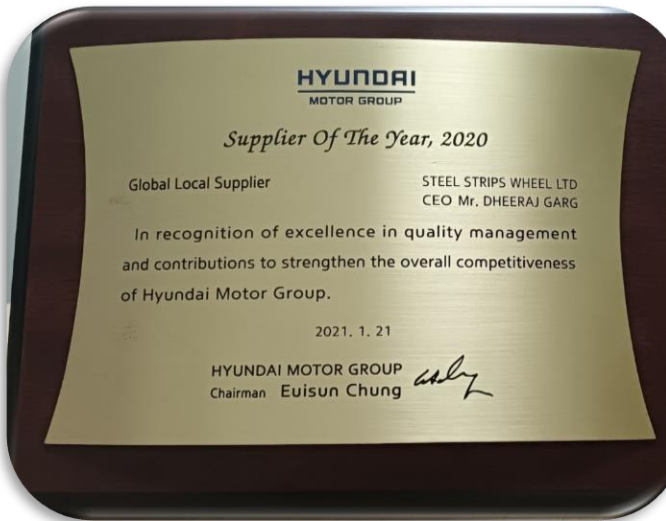 HYUNDAI
MOTOR GROUP
Supplier Of The Year, 2020
Global Local Supplier
STEEL STRIPS WHEEL LTD
CEO Mr. DHEERAJ GARG
In recognition of excellence in quality management
and contributions to strengthen the overall competitiveness
of Hyundai Motor Group.
2021. 1. 21
HYUNDAI MOTOR GROUP
Chairman Euisun Chung